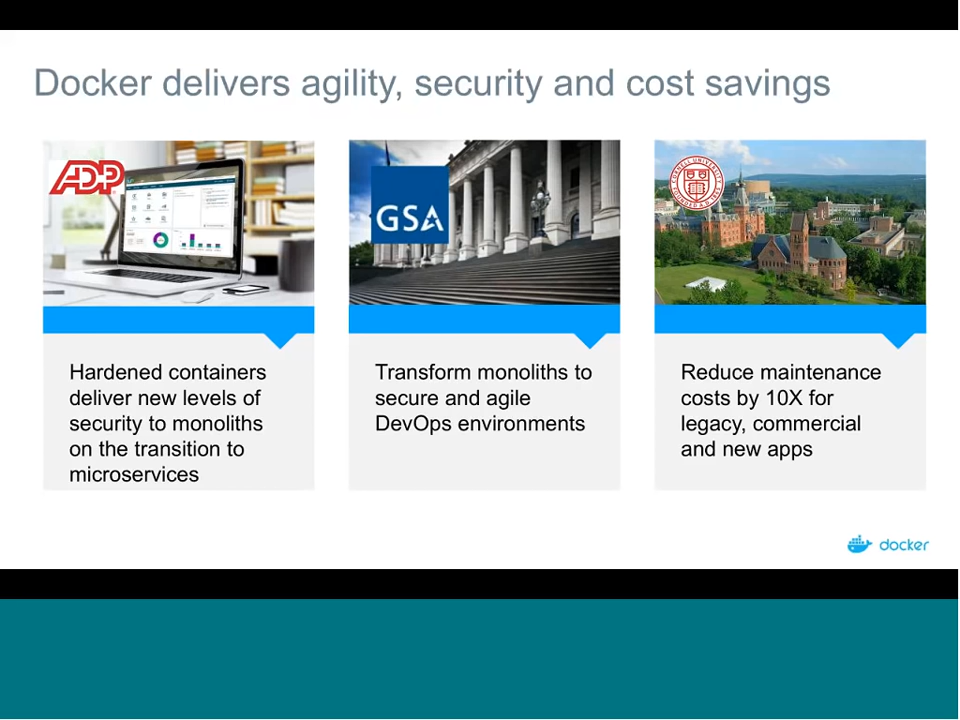 Docker delivers agility, security and cost savings
ADP
GSA
CORNELL UNIVERSITY
Hardened containers
deliver new levels of
security to monoliths
on the transition to
microservices
Transform monoliths to
secure and agile
DevOps environments
Reduce maintenance
costs by 10X for
legacy, commercial
and new apps
docker